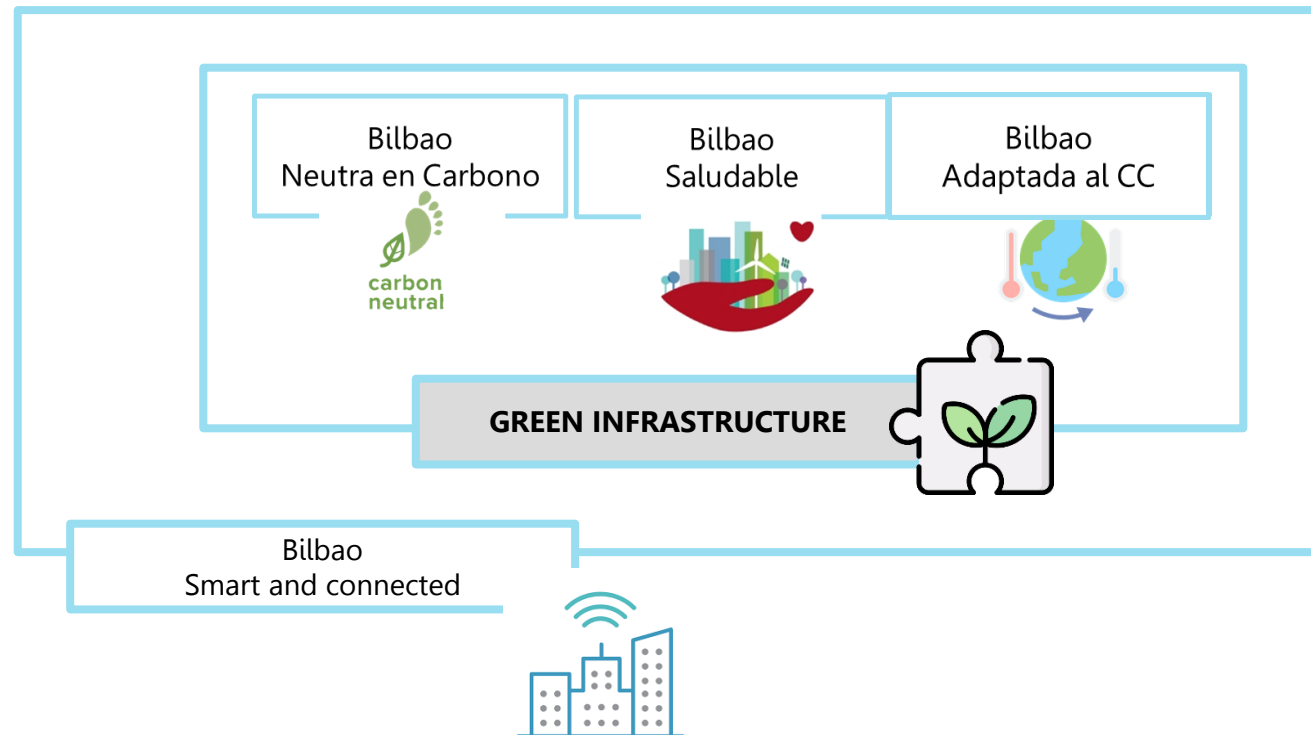 Bilbao
Neutra en Carbono
Bilbao
Saludable
Bilbao
Adaptada al CC
carbon
neutral
GREEN INFRASTRUCTURE
Bilbao
Smart and connected